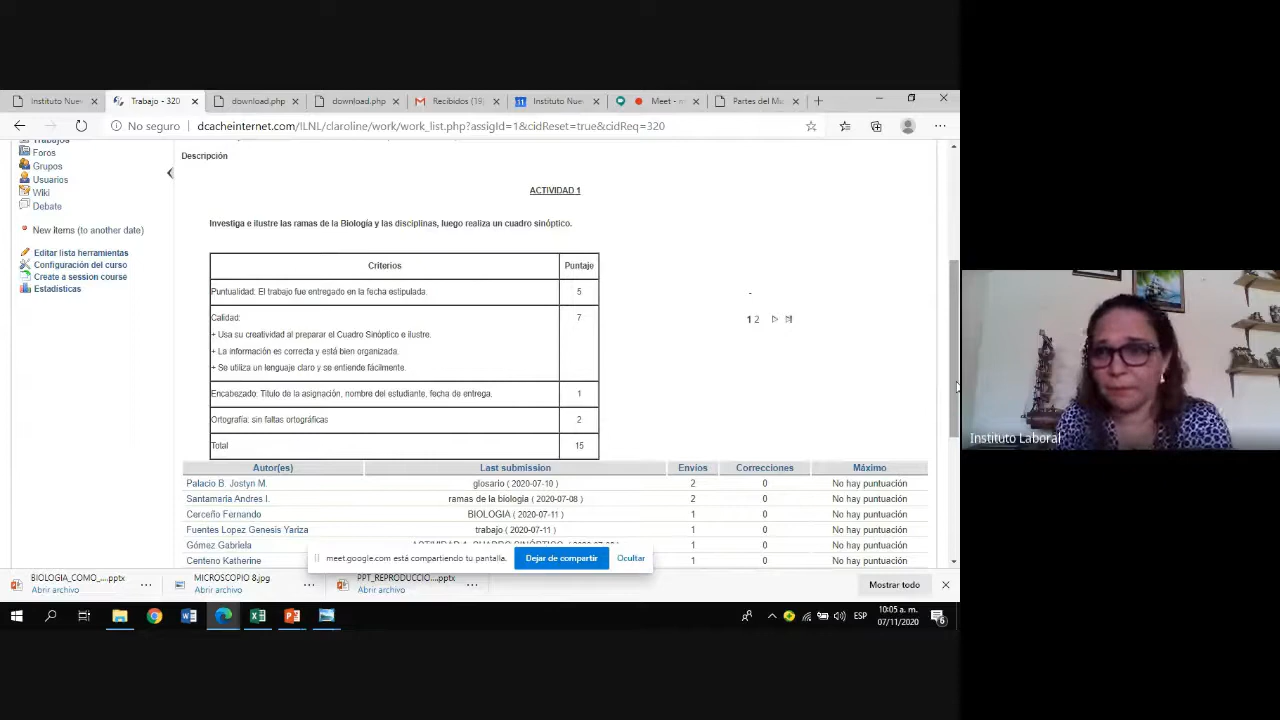 Instituto Nuev
Trabajo - 320
download.php
download.php
Recibidos (19)
Instituto Nue
Meet -
Partes del Mi
No seguro
dcacheinternet.com/ILNL/claroline/work/work_list.php?assigId=1&cidReset=true&cidReq=320
Trabajos
Foros
Grupos
Usuarios
Wiki
Debate
New items (to another date)
Editar lista herramientas
Configuración del curso
Create a session course
Estadísticas
Descripción
ACTIVIDAD 1
Investiga e ilustre las ramas de la Biología y las disciplinas, luego realiza un cuadro sinóptico.
Criterios Puntaje
Puntualidad: El trabajo fue entregado en la fecha estipulada. 5
Calidad: 7
+ Usa su creatividad al preparar el Cuadro Sinóptico e ilustre.
+ La información es correcta y está bien organizada.
+ Se utiliza un lenguaje claro y se entiende fácilmente.
Encabezado: Titulo de la asignación, nombre del estudiante, fecha de entrega. 1
Ortografía: sin faltas ortográficas 2
Total 15
-
1 2
Autor(es) Last submission Envíos Correcciones Máximo
Palacio B. Jostyn M. glosario ( 2020-07-10 ) 2 0 No hay puntuación
Santamaría Andres I. ramas de la biología ( 2020-07-08 ) 2 0 No hay puntuación
Cerceño Fernando BIOLOGIA ( 2020-07-11 ) 1 0 No hay puntuación
Fuentes Lopez Genesis Yariza trabajo ( 2020-07-11 ) 1 0 No hay puntuación
Gómez Gabriela 1 0 No hay puntuación
Centeno Katherine 1 0 No hay puntuación
meet.google.com está compartiendo tu pantalla.
Dejar de compartir
Ocultar
BIOLOGIA_COMO_....pptx
Abrir archivo
MICROSCOPIO 8.jpg
Abrir archivo
PPT_REPRODUCCIO....pptx
Abrir archivo
Mostrar todo
ESP
10:05 a. m.
07/11/2020
6
Instituto Laboral